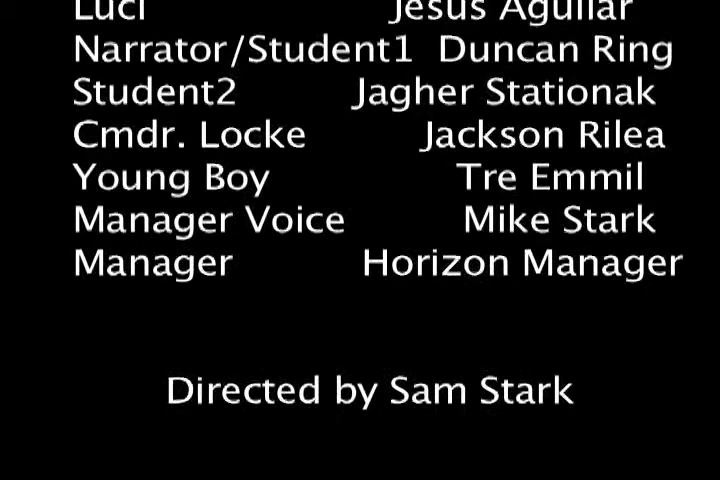 Luci Jesus Aguilar
Narrator/Student1 Duncan Ring
Student2 Jagher Stationak
Cmdr. Locke Jackson Rilea
Young Boy Tre Emmil
Manager Voice Mike Stark
Manager Horizon Manager
Directed by Sam Stark